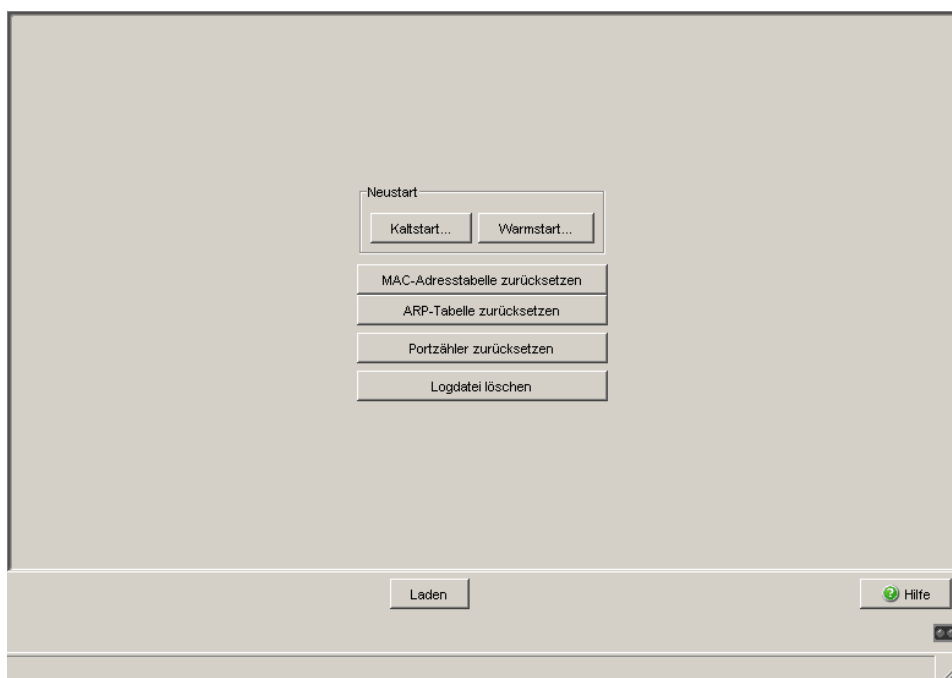 Neustart
Kaltstart... Warmstart...
MAC-Adresstabelle zurücksetzen
ARP-Tabelle zurücksetzen
Portzähler zurücksetzen
Logdatei löschen
Laden Hilfe